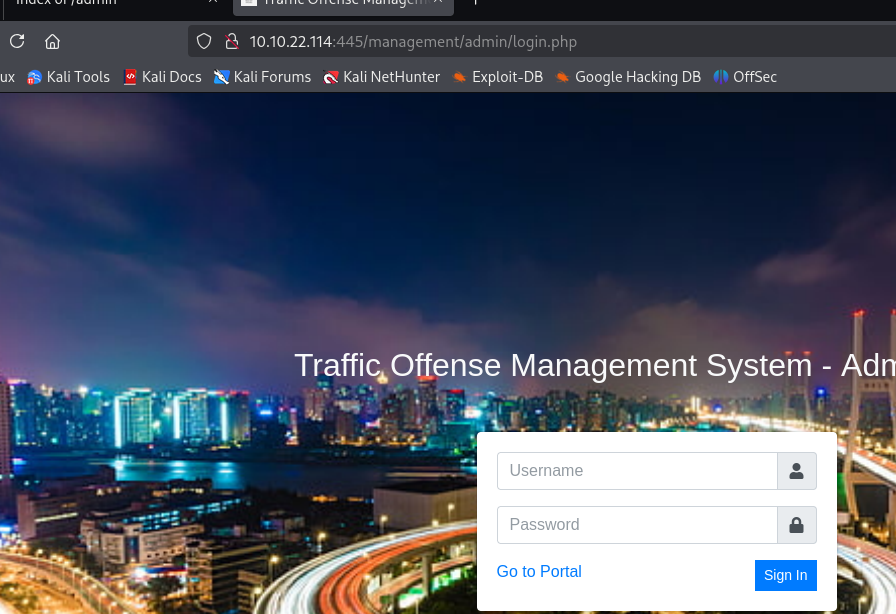 Index of /admin
Traffic Offense Managem
10.10.22.114:445/management/admin/login.php
ux Kali Tools Kali Docs Kali Forums Kali NetHunter Exploit-DB Google Hacking DB OffSec
Traffic Offense Management System - Adm
Username
Password
Go to Portal Sign In